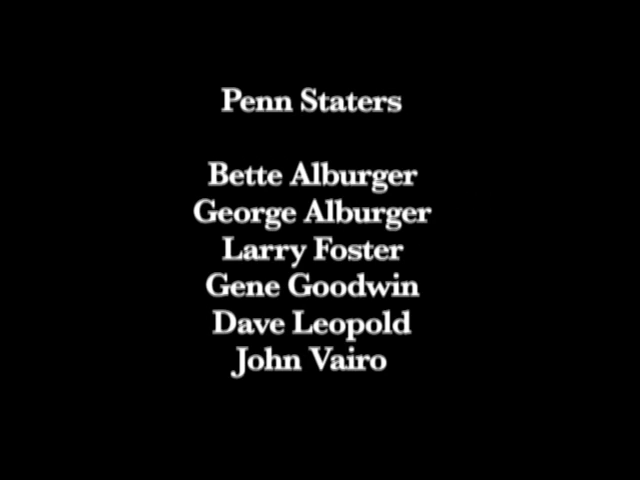 Penn Staters
Bette Alburger
George Alburger
Larry Foster
Gene Goodwin
Dave Leopold
John Vairo